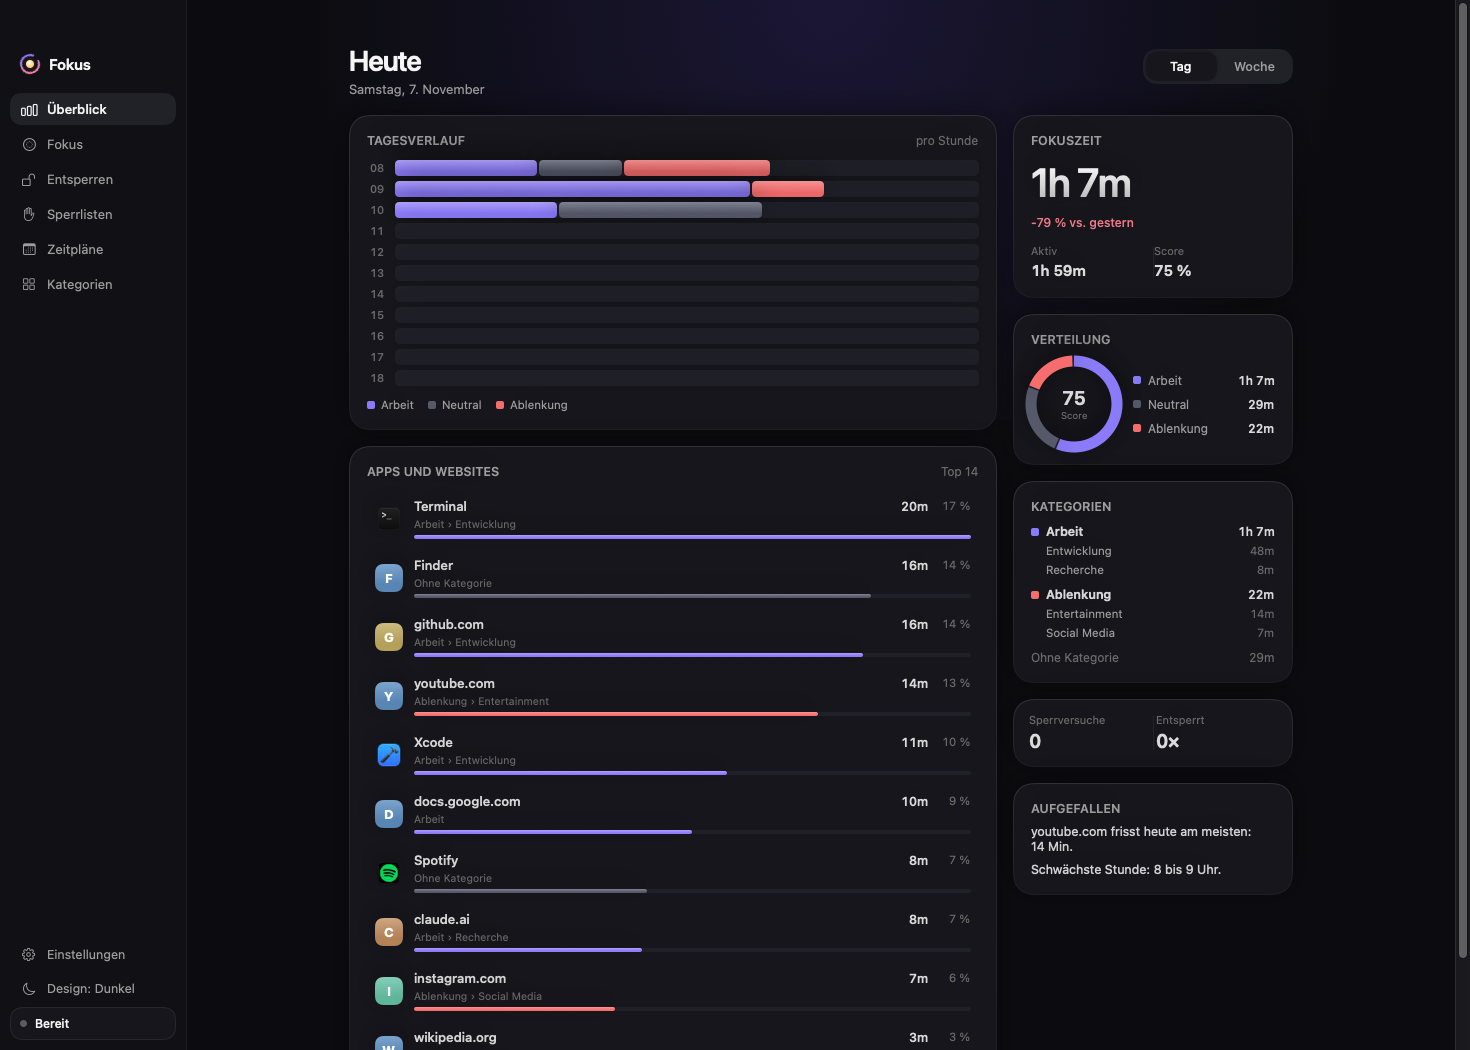 Fokus
Überblick
Fokus
Entsperren
Sperrlisten
Zeitpläne
Kategorien
Einstellungen
Design: Dunkel
Bereit
Heute
Samstag, 7. November
Tag Woche
TAGESVERLAUF pro Stunde
08
09
10
11
12
13
14
15
16
17
18
Arbeit Neutral Ablenkung
APPS UND WEBSITES Top 14
Terminal 20m 17 %
Arbeit › Entwicklung
F Finder 16m 14 %
Ohne Kategorie
G github.com 16m 14 %
Arbeit › Entwicklung
Y youtube.com 14m 13 %
Ablenkung › Entertainment
Xcode 11m 10 %
Arbeit › Entwicklung
D docs.google.com 10m 9 %
Arbeit
Spotify 8m 7 %
Ohne Kategorie
C claude.ai 8m 7 %
Arbeit › Recherche
I instagram.com 7m 6 %
Ablenkung › Social Media
W wikipedia.org 3m 3 %
FOKUSZEIT
1h 7m
-79 % vs. gestern
Aktiv Score
1h 59m 75 %
VERTEILUNG
75
Score
Arbeit 1h 7m
Neutral 29m
Ablenkung 22m
KATEGORIEN
Arbeit 1h 7m
Entwicklung 48m
Recherche 8m
Ablenkung 22m
Entertainment 14m
Social Media 7m
Ohne Kategorie 29m
Sperrversuche Entsperrt
0 0×
AUFGEFALLEN
youtube.com frisst heute am meisten:
14 Min.
Schwächste Stunde: 8 bis 9 Uhr.